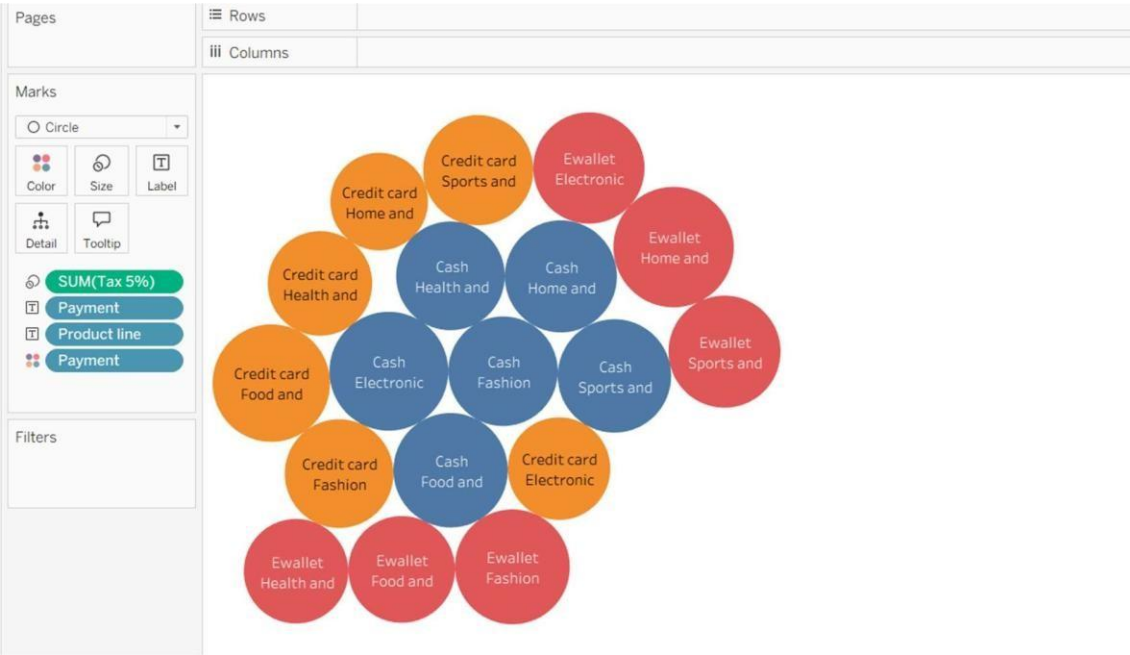 Pages
Rows
iii Columns
Marks
Circle
Color
Size
Label
Detail
Tooltip
SUM(Tax 5%)
Payment
Product line
Payment
Filters
Credit card
Sports and
Ewallet
Electronic
Credit card
Home and
Ewallet
Home and
Cash
Health and
Cash
Home and
Credit card
Health and
Ewallet
Sports and
Cash
Electronic
Cash
Fashion
Cash
Sports and
Credit card
Food and
Credit card
Fashion
Cash
Food and
Credit card
Electronic
Ewallet
Health and
Ewallet
Food and
Ewallet
Fashion